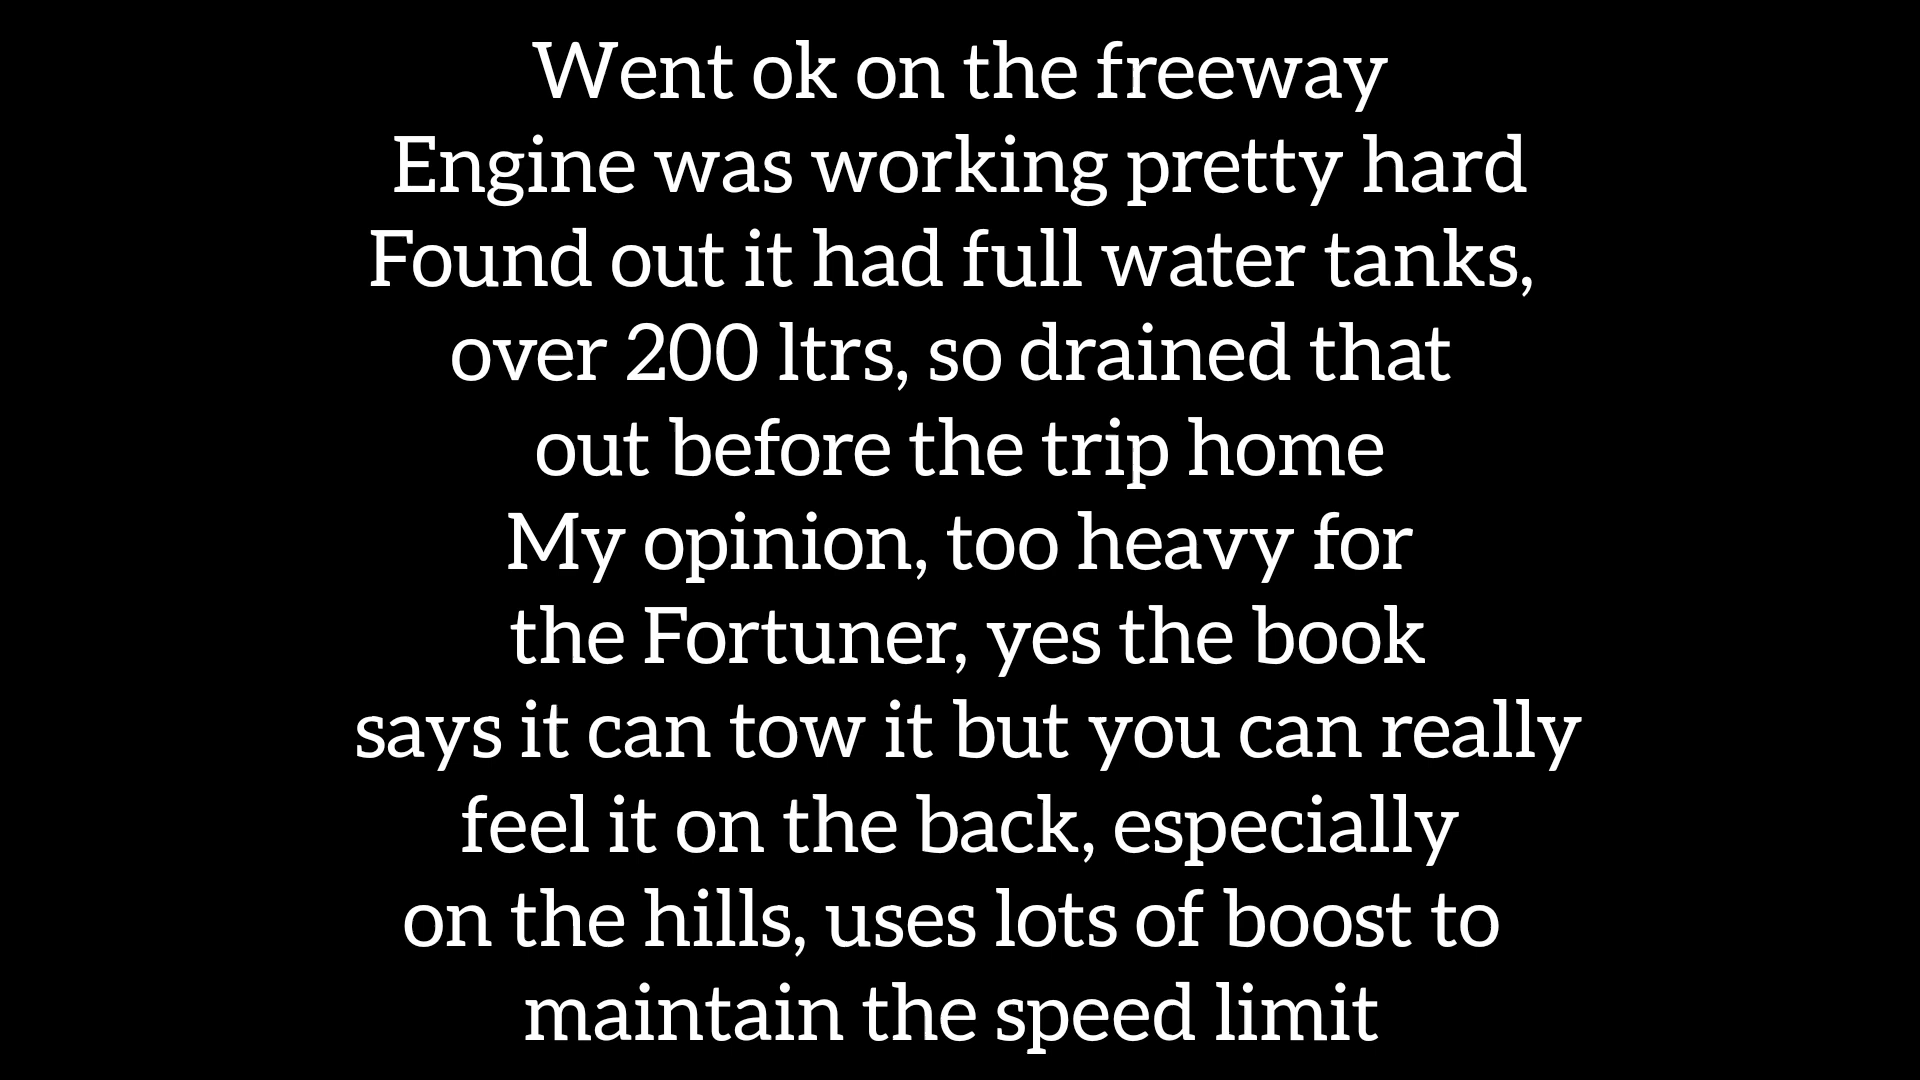 Went ok on the freeway
Engine was working pretty hard
Found out it had full water tanks,
over 200 ltrs, so drained that
out before the trip home
My opinion, too heavy for
the Fortuner, yes the book
says it can tow it but you can really
feel it on the back, especially
on the hills, uses lots of boost to
maintain the speed limit